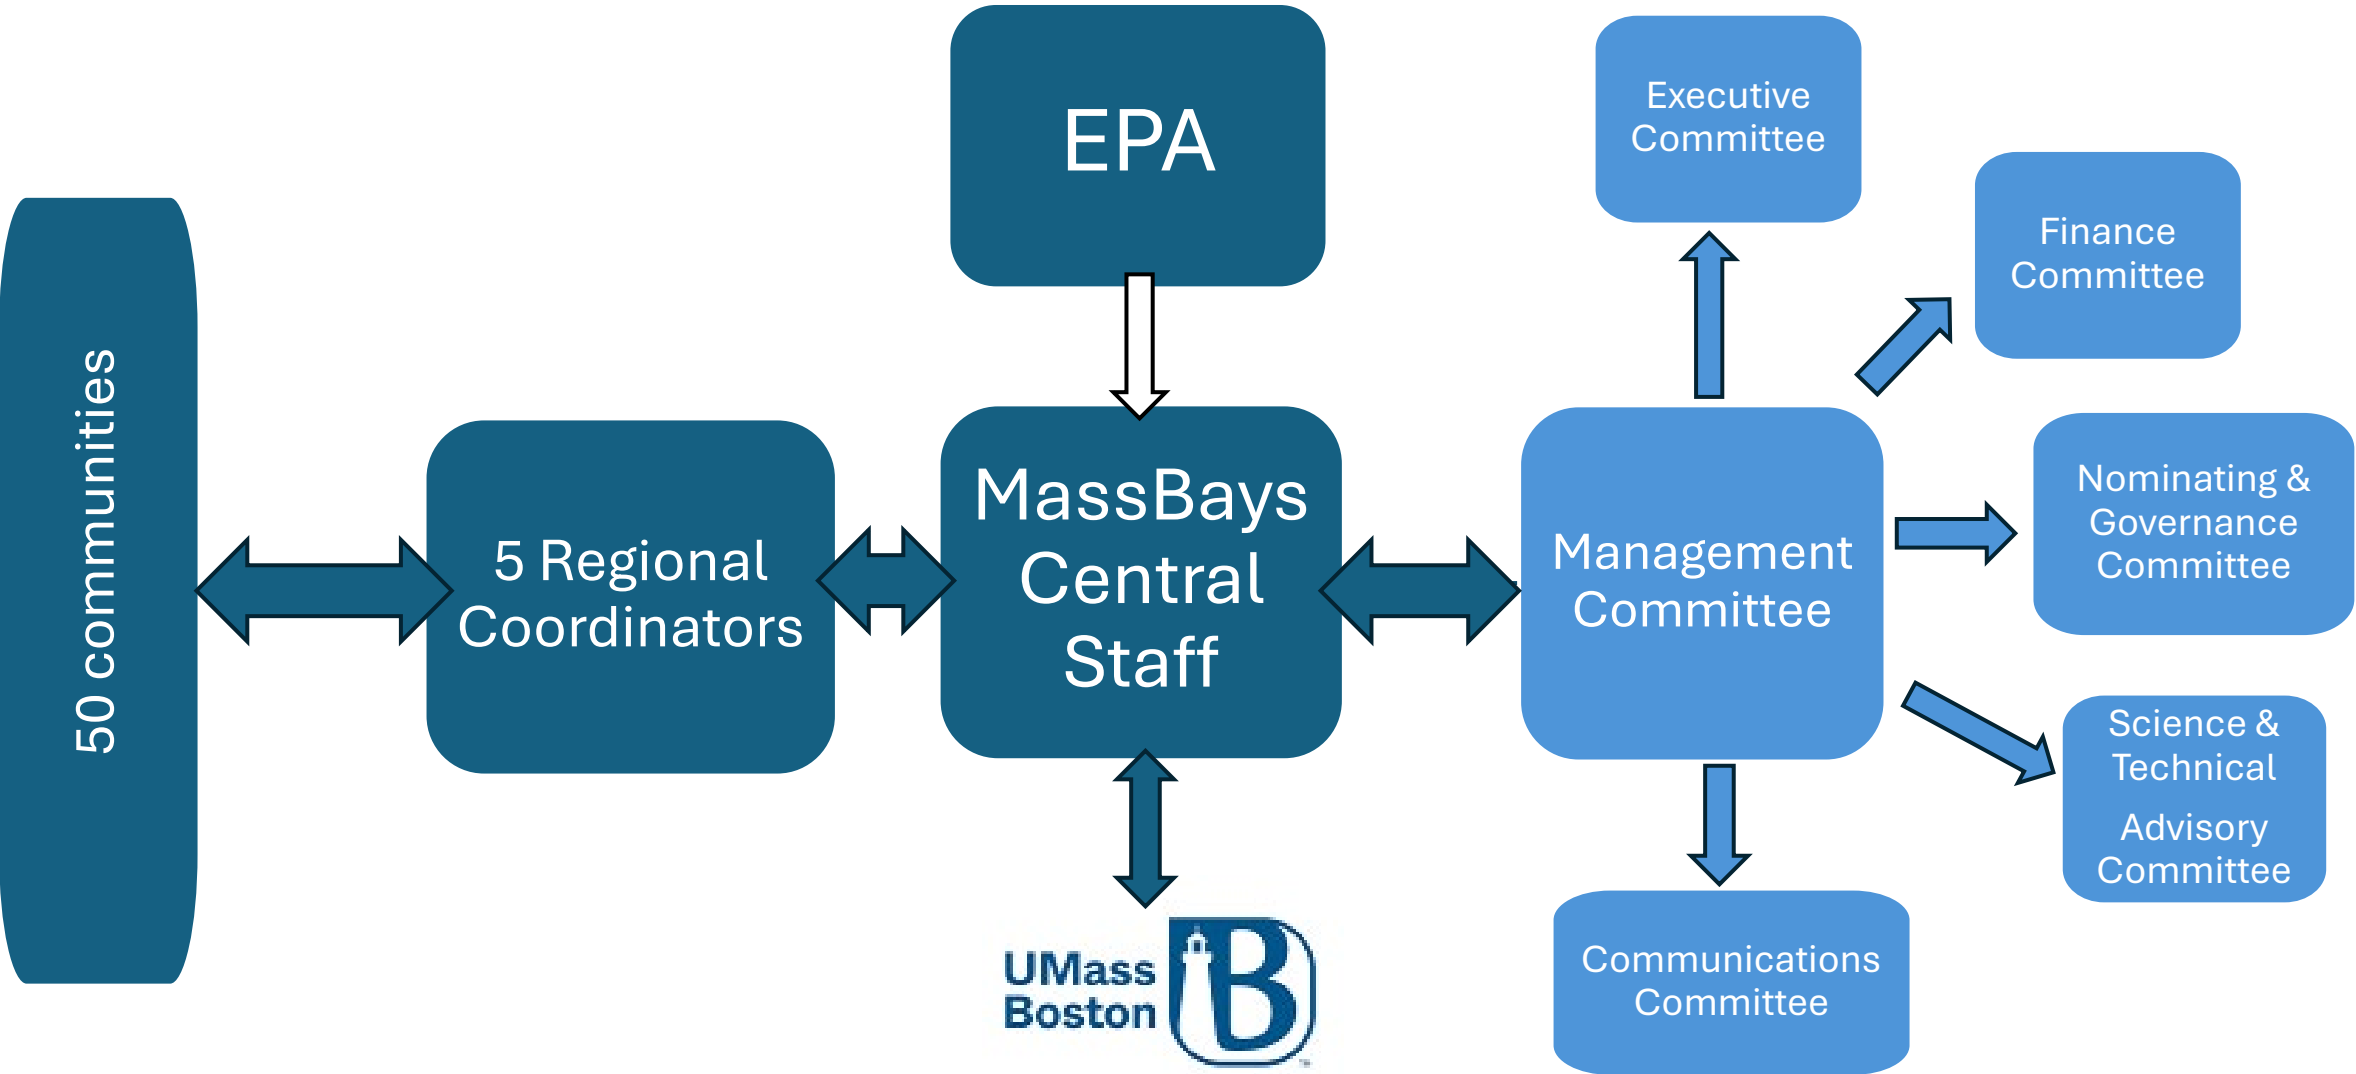 EPA
Executive
Committee
Finance
Committee
50 communities
5 Regional
Coordinators
MassBays
Central
Staff
Management
Committee
Nominating &
Governance
Committee
Science &
Technical
Advisory
Committee
Communications
Committee
UMass
Boston
B